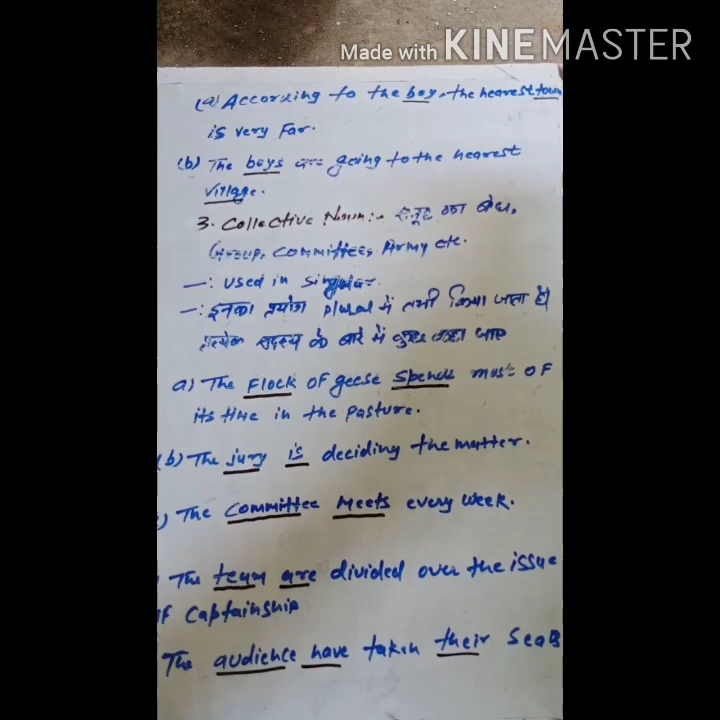 Made with KINEMASTER
(a) According to the boy, the nearest town
is very far.
(b) The boys are going to the nearest
village.
3. Collective Noun:- समूह का बोध,
Group, Committee, Army etc.
—: used in singular.
—: इनका प्रयोग plural में तभी किया जाता है।
प्रत्येक सदस्य के बारे में कुछ कहा जाए
a) The Flock of geese spends most of
its time in the pasture.
(b) The jury is deciding the matter.
) The committee meets every week.
The team are divided over the issue
of captainship
The audience have taken their seats